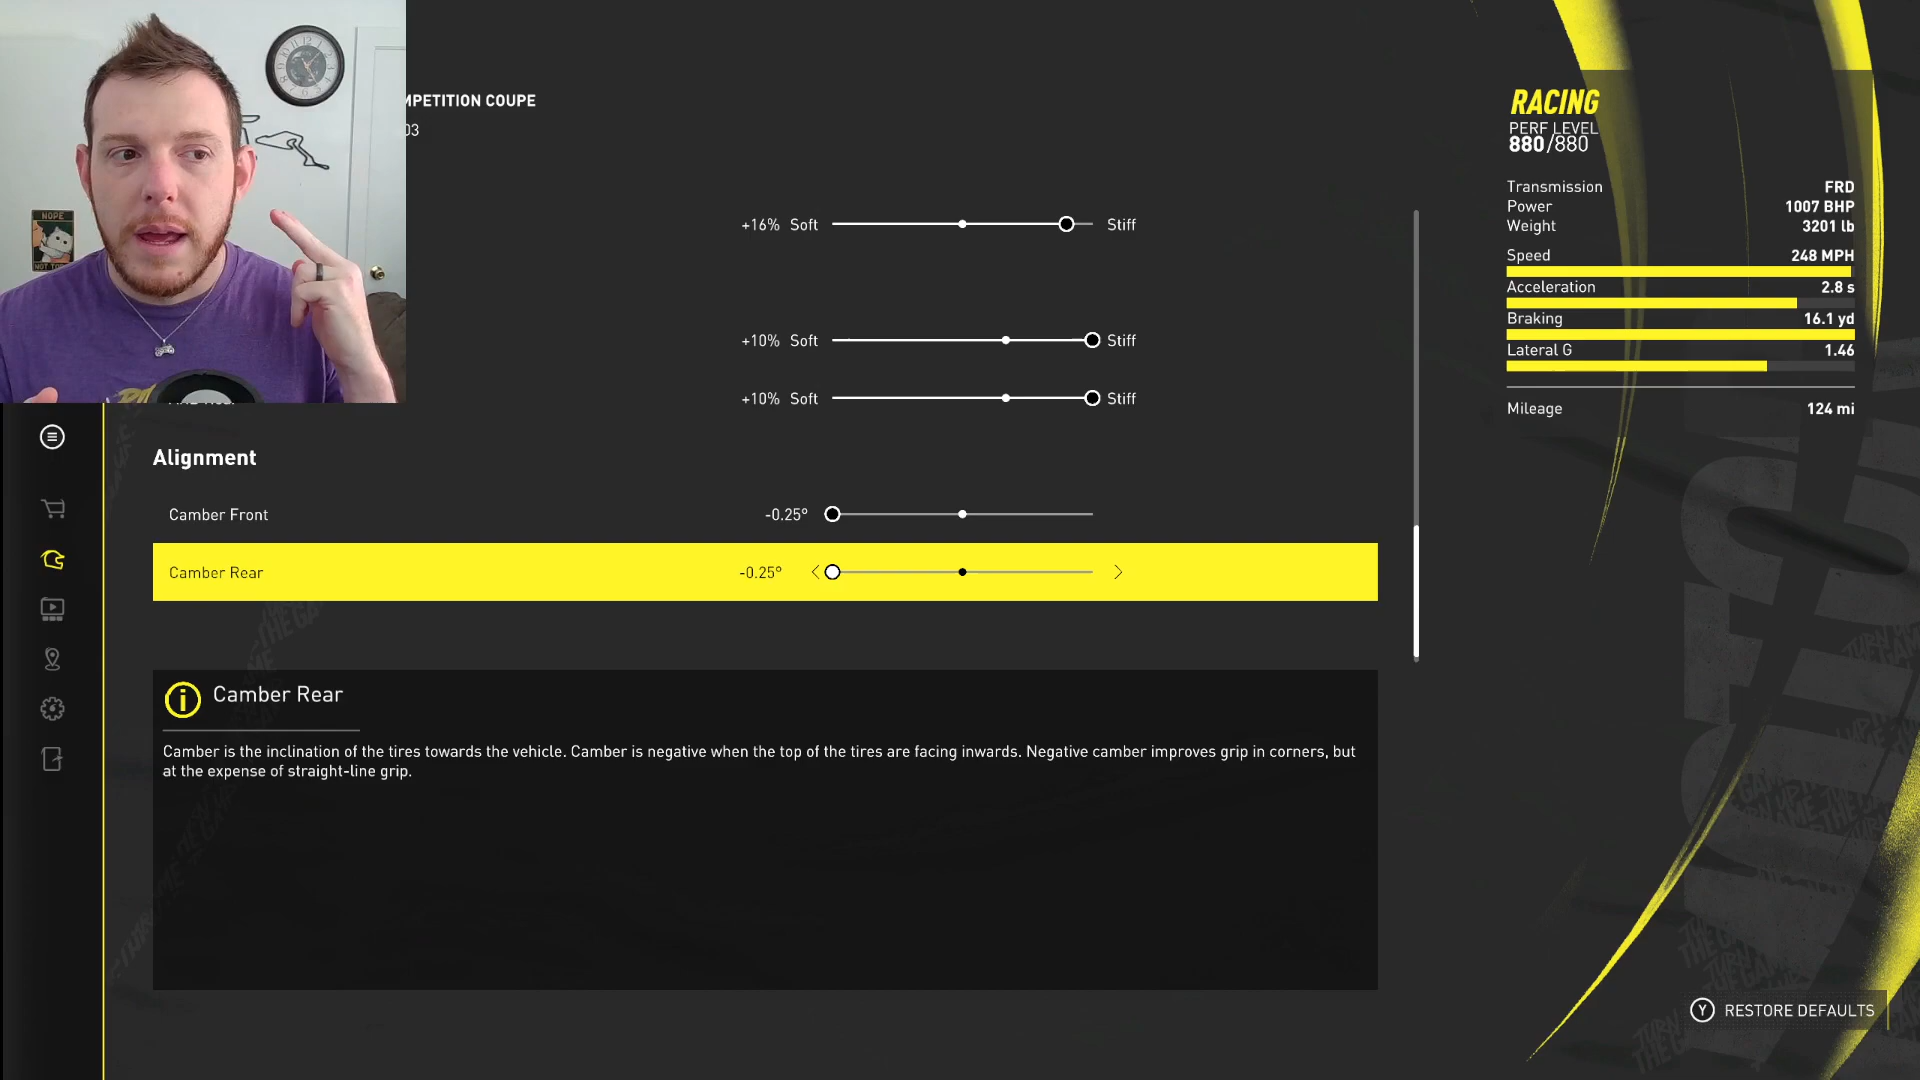 MPETITION COUPE
03
NOPE
+16% Soft Stiff
+10% Soft Stiff
+10% Soft Stiff
Alignment
Camber Front -0.25°
Camber Rear -0.25°
Camber Rear
Camber is the inclination of the tires towards the vehicle. Camber is negative when the top of the tires are facing inwards. Negative camber improves grip in corners, but
at the expense of straight-line grip.
RACING
PERF LEVEL
880/880
Transmission FRD
Power 1007 BHP
Weight 3201 lb
Speed 248 MPH
Acceleration 2.8 s
Braking 16.1 yd
Lateral G 1.46
Mileage 124 mi
Y RESTORE DEFAULTS